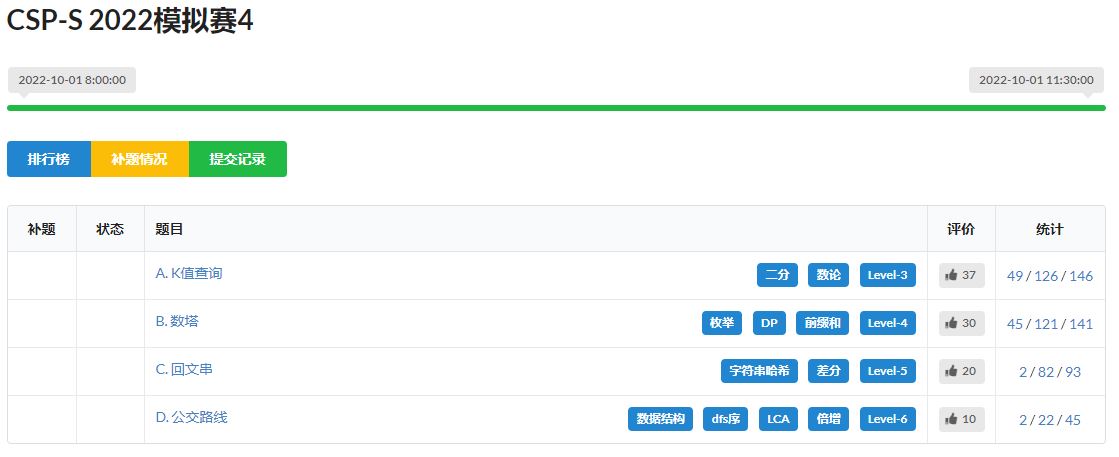 CSP-S 2022模拟赛4
2022-10-01 8:00:00 2022-10-01 11:30:00
排行榜 补题情况 提交记录
补题 状态 题目 评价 统计
A. K值查询 二分 数论 Level-3 37 49 / 126 / 146
B. 数塔 枚举 DP 前缀和 Level-4 30 45 / 121 / 141
C. 回文串 字符串哈希 差分 Level-5 20 2 / 82 / 93
D. 公交路线 数据结构 dfs序 LCA 倍增 Level-6 10 2 / 22 / 45